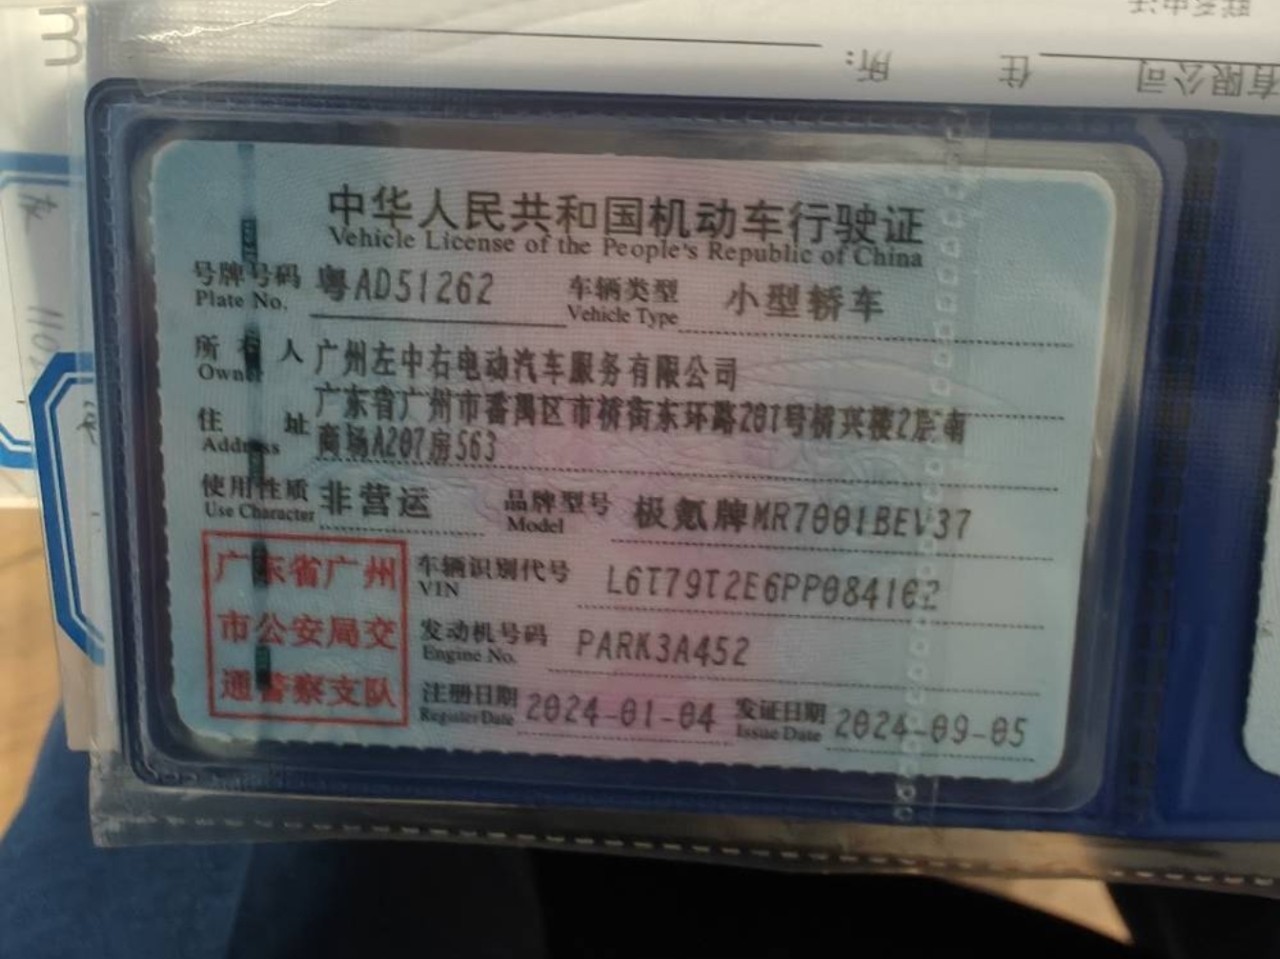 住 所:
有限公司
中华人民共和国机动车行驶证
Vehicle License of the People's Republic of China
号牌号码 粤AD51262 车辆类型 小型轿车
Plate No. Vehicle Type
所有人 广州左中右电动汽车服务有限公司
Owner
住址 广东省广州市番禺区市桥街东环路201号桥兴楼2层南
Address 商场A207房563
使用性质 非营运 品牌型号 极氪牌MR7001BEV37
Use Character Model
广东省广州
市公安局交
通警察支队
车辆识别代号 L6T79T2E6PP084102
VIN
发动机号码 PARK3A452
Engine No.
注册日期 2024-01-04 发证日期 2024-09-05
Register Date Issue Date